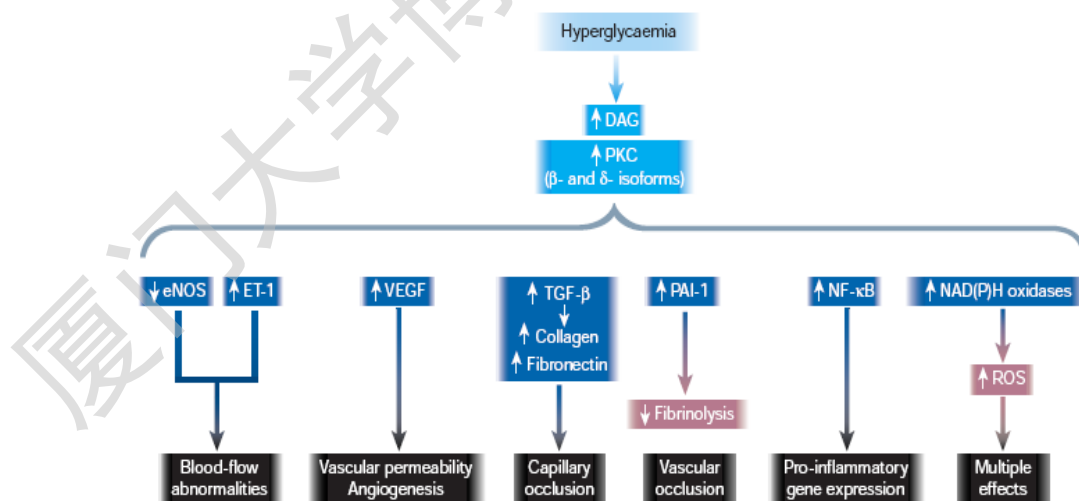 Hyperglycaemia
↑ DAG
↑ PKC
(β- and δ- isoforms)
↓ eNOS ↑ ET-1 ↑ VEGF ↑ TGF-β ↑ PAI-1 ↑ NF-κB ↑ NAD(P)H oxidases
↑ Collagen
↑ Fibronectin
↑ ROS
↓ Fibrinolysis
Blood-flow
abnormalities
Vascular permeability
Angiogenesis
Capillary
occlusion
Vascular
occlusion
Pro-inflammatory
gene expression
Multiple
effects
厦门大学博